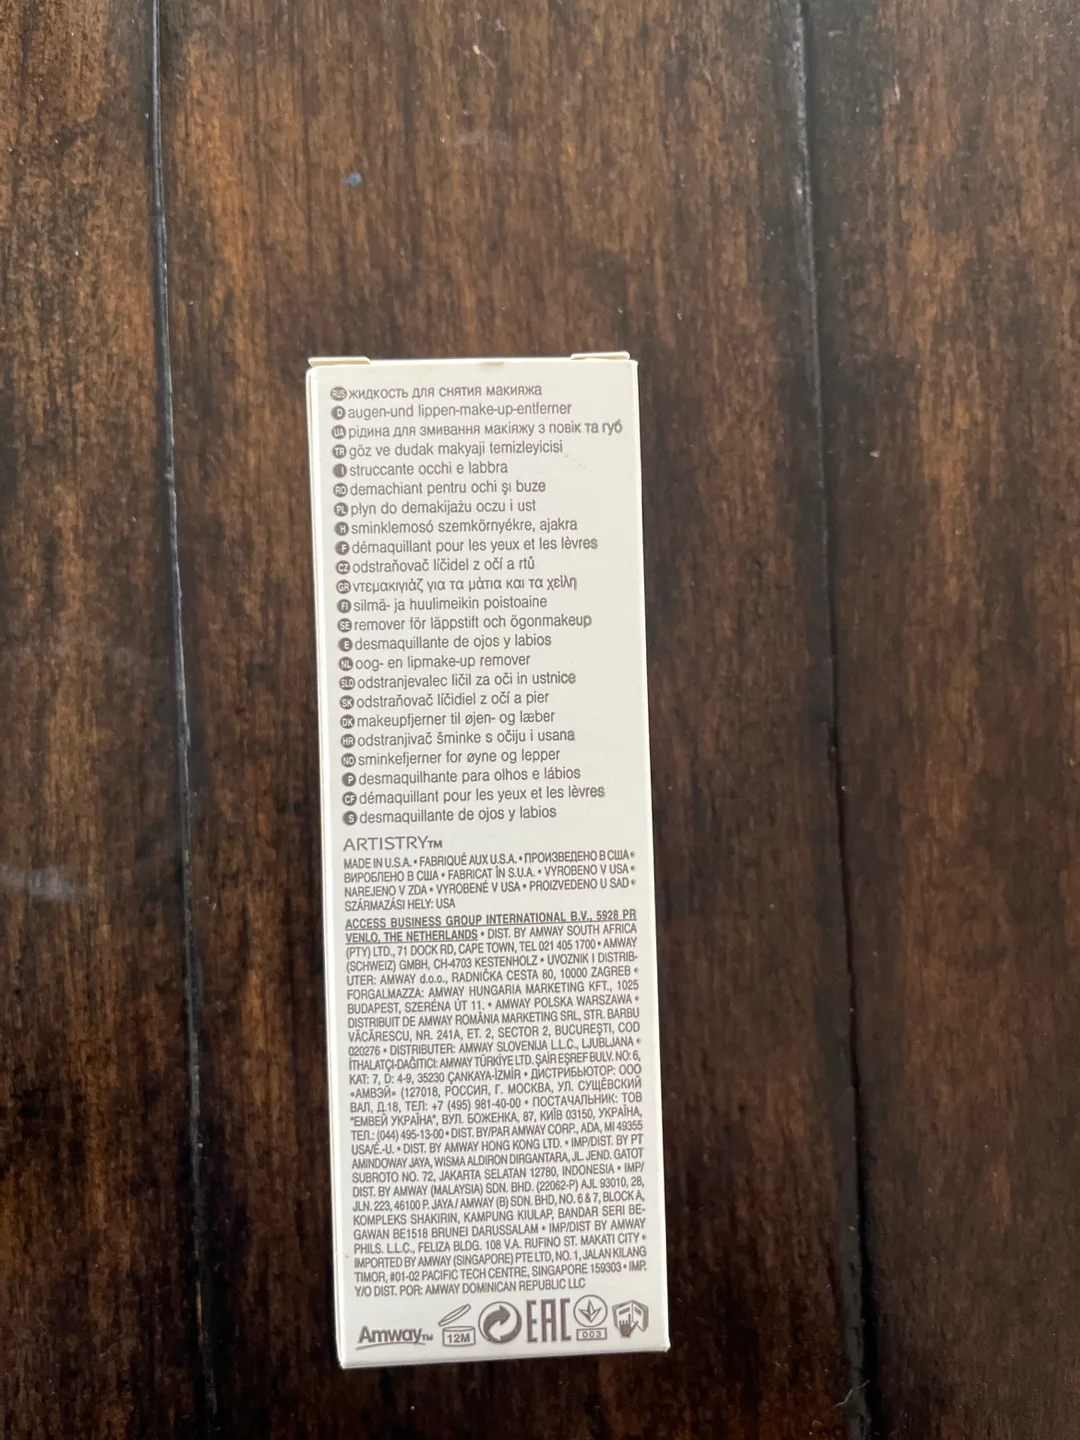 RUS жидкость для снятия макияжа
D augen-und lippen-make-up-entferner
UA рідина для змивання макіяжу з повік та губ
TR göz ve dudak makyaji temizleyicisi
I struccante occhi e labbra
RO demachiant pentru ochi şi buze
PL płyn do demakijażu oczu i ust
H sminklemosó szemkörnyékre, ajakra
F démaquillant pour les yeux et les lèvres
CZ odstraňovač líčidel z očí a rtů
GR ντεμακιγιάζ για τα μάτια και τα χείλη
FI silmä- ja huulimeikin poistoaine
SE remover för läppstift och ögonmakeup
E desmaquillante de ojos y labios
NL oog- en lipmake-up remover
SLO odstranjevalec ličil za oči in ustnice
SK odstraňovač líčidiel z očí a pier
DK makeupfjerner til øjen- og læber
HR odstranjivač šminke s očiju i usana
NO sminkefjerner for øyne og lepper
P desmaquilhante para olhos e lábios
CF démaquillant pour les yeux et les lèvres
S desmaquillante de ojos y labios
ARTISTRY™
MADE IN U.S.A. • FABRIQUÉ AUX U.S.A. • ПРОИЗВЕДЕНО В США •
ВИРОБЛЕНО В США • FABRICAT ÎN S.U.A. • VYROBENO V USA •
NAREJENO V ZDA • VYROBENÉ V USA • PROIZVEDENO U SAD •
SZÁRMAZÁSI HELY: USA
ACCESS BUSINESS GROUP INTERNATIONAL B.V., 5928 PR
VENLO, THE NETHERLANDS • DIST. BY AMWAY SOUTH AFRICA
(PTY) LTD., 71 DOCK RD, CAPE TOWN, TEL 021 405 1700 • AMWAY
(SCHWEIZ) GMBH, CH-4703 KESTENHOLZ • UVOZNIK I DISTRIB-
UTER: AMWAY d.o.o., RADNIČKA CESTA 80, 10000 ZAGREB •
FORGALMAZZA: AMWAY HUNGARIA MARKETING KFT., 1025
BUDAPEST, SZERÉNA ÚT 11. • AMWAY POLSKA WARSZAWA •
DISTRIBUIT DE AMWAY ROMÂNIA MARKETING SRL, STR. BARBU
VĂCĂRESCU, NR. 241A, ET. 2, SECTOR 2, BUCUREŞTI, COD
020276 • DISTRIBUTER: AMWAY SLOVENIJA L.L.C., LJUBLJANA •
İTHALATÇI-DAĞITICI: AMWAY TÜRKİYE LTD. ŞAİR EŞREF BULV. NO: 6,
KAT: 7, D: 4-9, 35230 ÇANKAYA-İZMİR • ДИСТРИБЬЮТОР: ООО
«АМВЭЙ» (127018, РОССИЯ, Г. МОСКВА, УЛ. СУЩЁВСКИЙ
ВАЛ, Д.18, ТЕЛ: +7 (495) 981-40-00 • ПОСТАЧАЛЬНИК: ТОВ
"ЕМВЕЙ УКРАЇНА", ВУЛ. БОЖЕНКА, 87, КИЇВ 03150, УКРАЇНА,
ТЕЛ.: (044) 495-13-00 • DIST. BY/PAR AMWAY CORP., ADA, MI 49355
USA/É.-U. • DIST. BY AMWAY HONG KONG LTD. • IMP/DIST. BY PT
AMINDOWAY JAYA, WISMA ALDIRON DIRGANTARA, JL. JEND. GATOT
SUBROTO NO. 72, JAKARTA SELATAN 12780, INDONESIA • IMP/
DIST. BY AMWAY (MALAYSIA) SDN. BHD. (22062-P) AJL 93010, 28,
JLN. 223, 46100 P. JAYA / AMWAY (B) SDN. BHD, NO. 6 & 7, BLOCK A,
KOMPLEKS SHAKIRIN, KAMPUNG KIULAP, BANDAR SERI BE-
GAWAN BE1518 BRUNEI DARUSSALAM • IMP/DIST BY AMWAY
PHILS. L.L.C., FELIZA BLDG. 108 V.A. RUFINO ST. MAKATI CITY •
IMPORTED BY AMWAY (SINGAPORE) PTE LTD, NO. 1, JALAN KILANG
TIMOR, #01-02 PACIFIC TECH CENTRE, SINGAPORE 159303 • IMP.
Y/O DIST. POR: AMWAY DOMINICAN REPUBLIC LLC
Amway™ 12M EAC 003